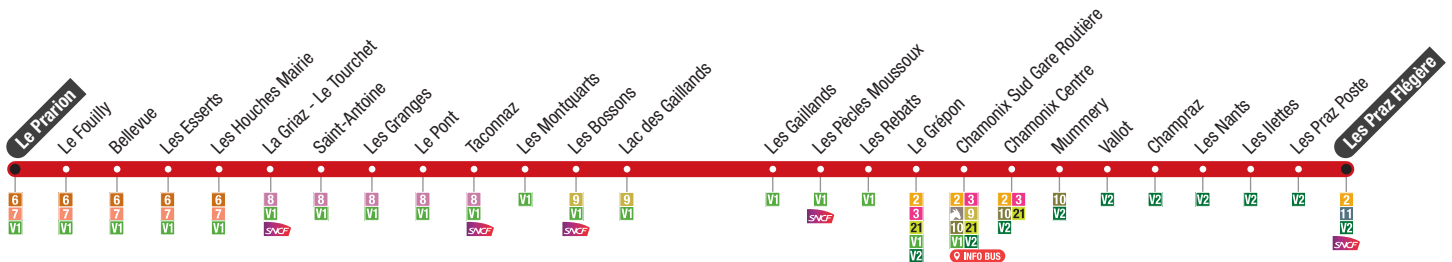 Le Prarion
Le Fouilly
Bellevue
Les Esserts
Les Houches Mairie
La Griaz - Le Tourchet
Saint-Antoine
Les Granges
Le Pont
Taconnaz
Les Montquarts
Les Bossons
Lac des Gaillands
Les Gaillands
Les Pècles Moussoux
Les Rebats
Le Grépon
Chamonix Sud Gare Routière
Chamonix Centre
Mummery
Vallot
Champraz
Les Nants
Les Ilettes
Les Praz Poste
Les Praz Flégère
6 6 6 6 6 8 8 8 8 8 V1 9 9 V1 V1 V1 2 2 3 2 3 10 V2 V2 V2 V2 V2 2
7 7 7 7 7 V1 V1 V1 V1 V1 V1 V1 3 9 10 21 V2 11
V1 V1 V1 V1 V1 SNCF SNCF SNCF SNCF 21 10 21 V2 V2
V1 V1 V2 SNCF
V2 INFO BUS